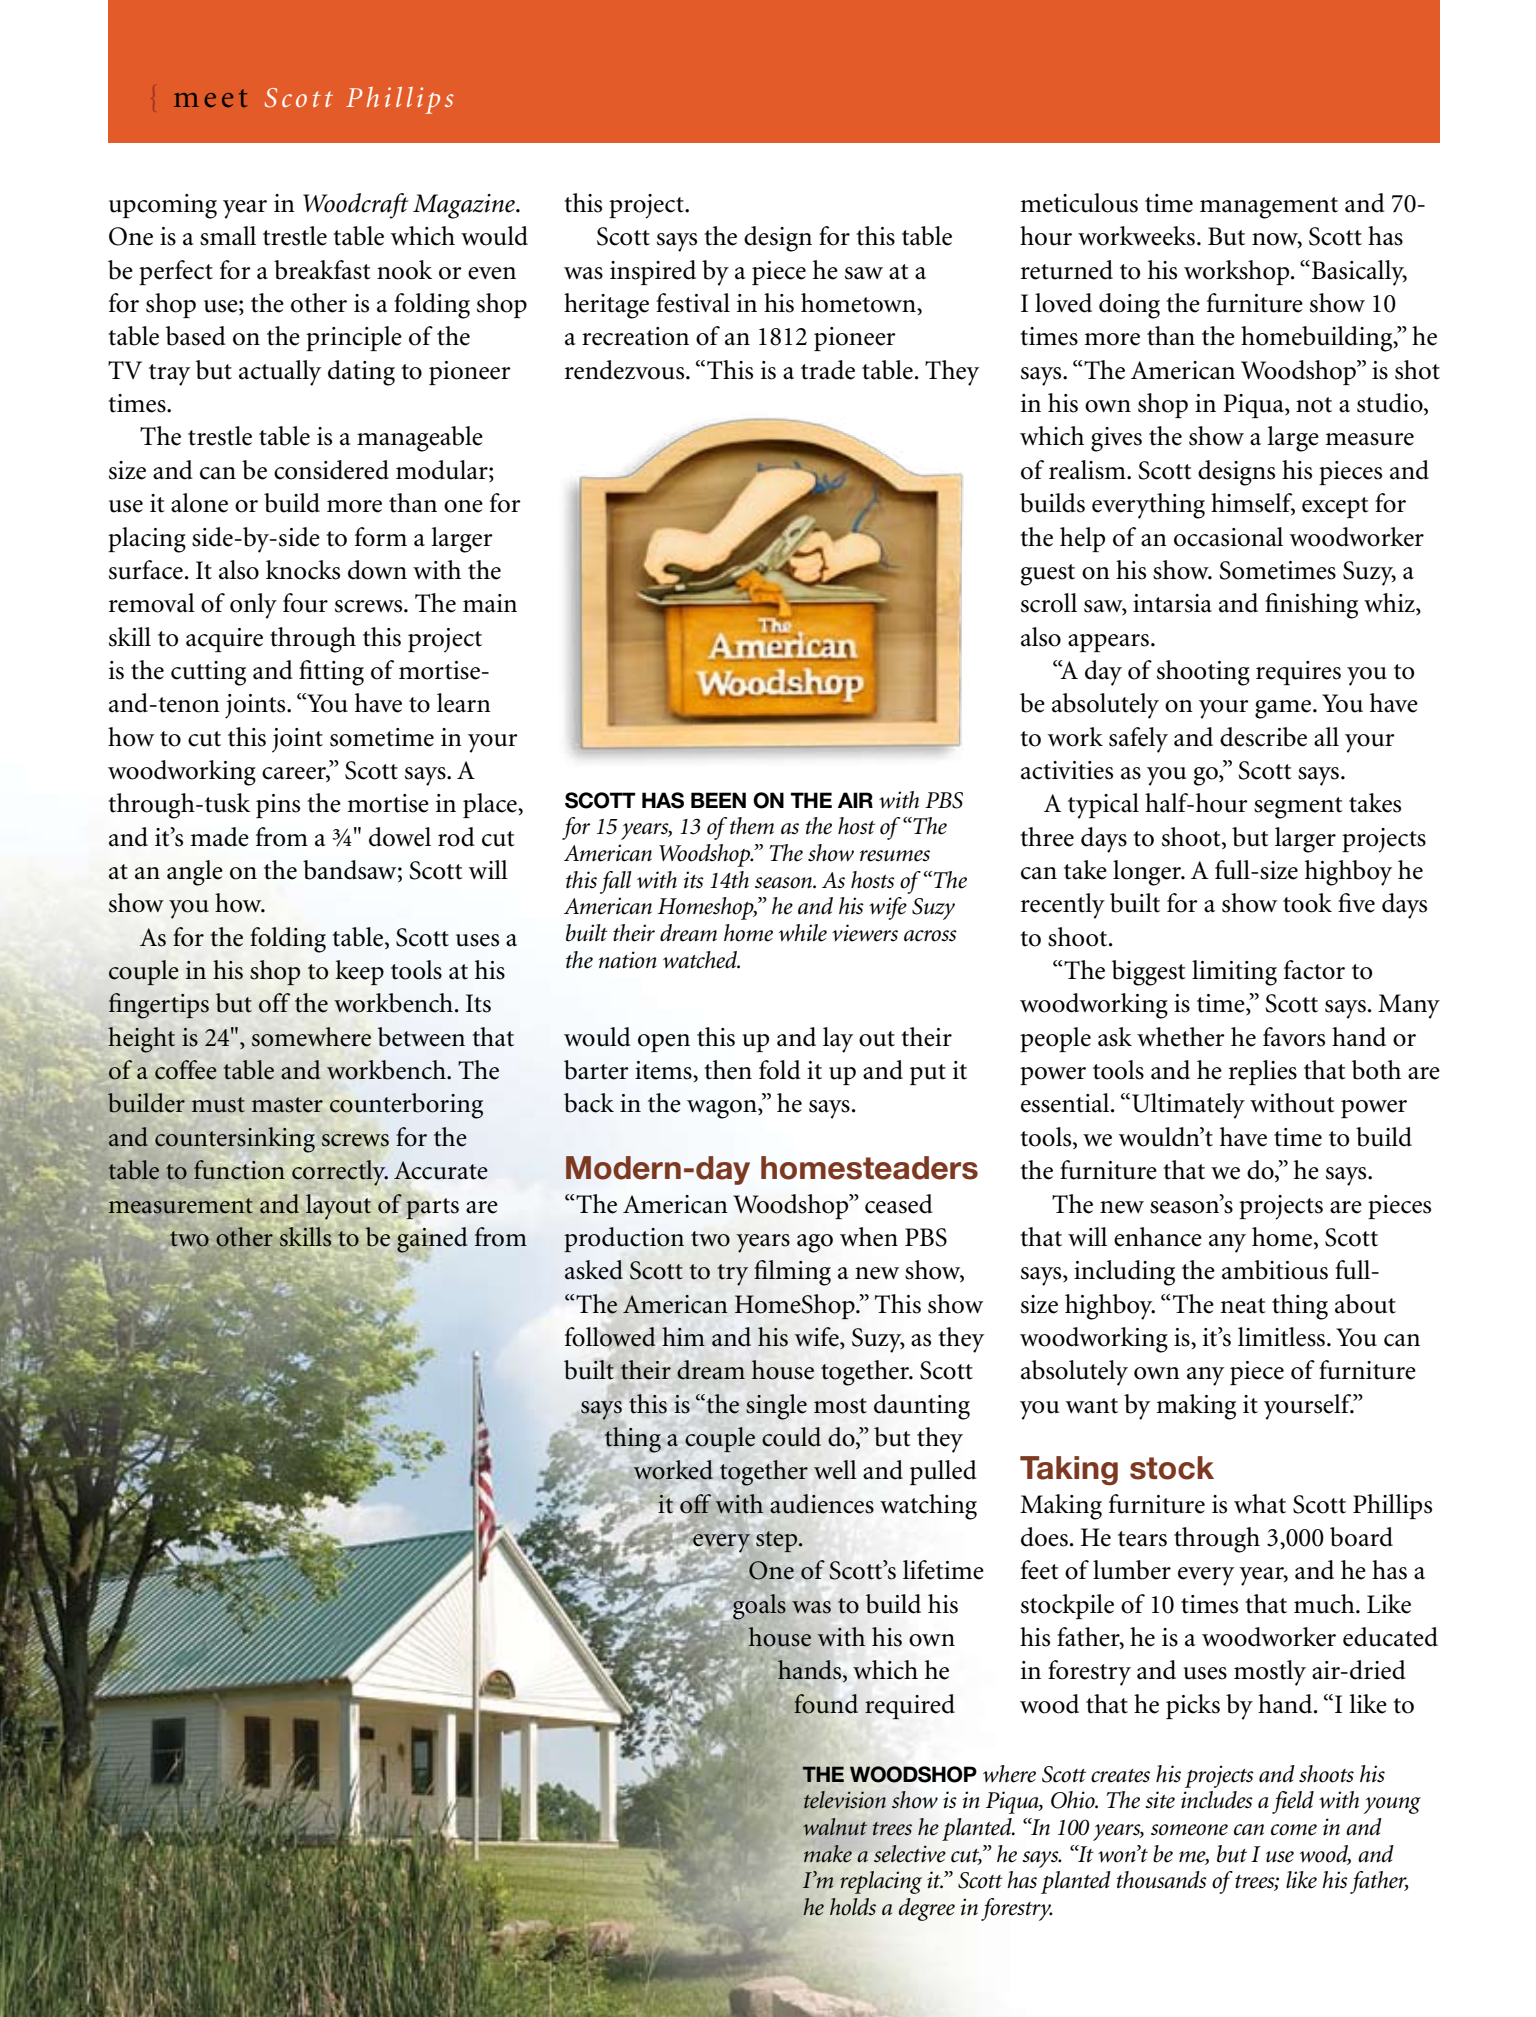 { meet Scott Phillips
upcoming year in Woodcraft Magazine.
One is a small trestle table which would
be perfect for a breakfast nook or even
for shop use; the other is a folding shop
table based on the principle of the
TV tray but actually dating to pioneer
times.
The trestle table is a manageable
size and can be considered modular;
use it alone or build more than one for
placing side-by-side to form a larger
surface. It also knocks down with the
removal of only four screws. The main
skill to acquire through this project
is the cutting and fitting of mortise-
and-tenon joints. “You have to learn
how to cut this joint sometime in your
woodworking career,” Scott says. A
through-tusk pins the mortise in place,
and it’s made from a ¾" dowel rod cut
at an angle on the bandsaw; Scott will
show you how.
As for the folding table, Scott uses a
couple in his shop to keep tools at his
fingertips but off the workbench. Its
height is 24", somewhere between that
of a coffee table and workbench. The
builder must master counterboring
and countersinking screws for the
table to function correctly. Accurate
measurement and layout of parts are
two other skills to be gained from
this project.
Scott says the design for this table
was inspired by a piece he saw at a
heritage festival in his hometown,
a recreation of an 1812 pioneer
rendezvous. “This is a trade table. They
The
American
Woodshop
SCOTT HAS BEEN ON THE AIR with PBS
for 15 years, 13 of them as the host of “The
American Woodshop.” The show resumes
this fall with its 14th season. As hosts of “The
American Homeshop,” he and his wife Suzy
built their dream home while viewers across
the nation watched.
would open this up and lay out their
barter items, then fold it up and put it
back in the wagon,” he says.
Modern-day homesteaders
“The American Woodshop” ceased
production two years ago when PBS
asked Scott to try filming a new show,
“The American HomeShop.” This show
followed him and his wife, Suzy, as they
built their dream house together. Scott
says this is “the single most daunting
thing a couple could do,” but they
worked together well and pulled
it off with audiences watching
every step.
One of Scott’s lifetime
goals was to build his
house with his own
hands, which he
found required
meticulous time management and 70-
hour workweeks. But now, Scott has
returned to his workshop. “Basically,
I loved doing the furniture show 10
times more than the homebuilding,” he
says. “The American Woodshop” is shot
in his own shop in Piqua, not a studio,
which gives the show a large measure
of realism. Scott designs his pieces and
builds everything himself, except for
the help of an occasional woodworker
guest on his show. Sometimes Suzy, a
scroll saw, intarsia and finishing whiz,
also appears.
“A day of shooting requires you to
be absolutely on your game. You have
to work safely and describe all your
activities as you go,” Scott says.
A typical half-hour segment takes
three days to shoot, but larger projects
can take longer. A full-size highboy he
recently built for a show took five days
to shoot.
“The biggest limiting factor to
woodworking is time,” Scott says. Many
people ask whether he favors hand or
power tools and he replies that both are
essential. “Ultimately without power
tools, we wouldn’t have time to build
the furniture that we do,” he says.
The new season’s projects are pieces
that will enhance any home, Scott
says, including the ambitious full-
size highboy. “The neat thing about
woodworking is, it’s limitless. You can
absolutely own any piece of furniture
you want by making it yourself.”
Taking stock
Making furniture is what Scott Phillips
does. He tears through 3,000 board
feet of lumber every year, and he has a
stockpile of 10 times that much. Like
his father, he is a woodworker educated
in forestry and uses mostly air-dried
wood that he picks by hand. “I like to
THE WOODSHOP where Scott creates his projects and shoots his
television show is in Piqua, Ohio. The site includes a field with young
walnut trees he planted. “In 100 years, someone can come in and
make a selective cut,” he says. “It won’t be me, but I use wood, and
I’m replacing it.” Scott has planted thousands of trees; like his father,
he holds a degree in forestry.